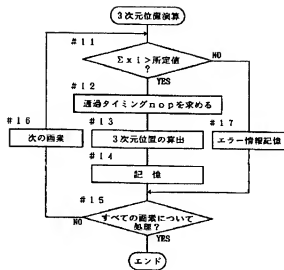 3次元位置演算
#11
Σxi>所定値
?
NO
YES
#12
通過タイミングnopを求める
#16
次の画素
#13
3次元位置の算出
#17
エラー情報記憶
#14
記憶
#15
すべての画素について
処理?
NO
YES
エンド